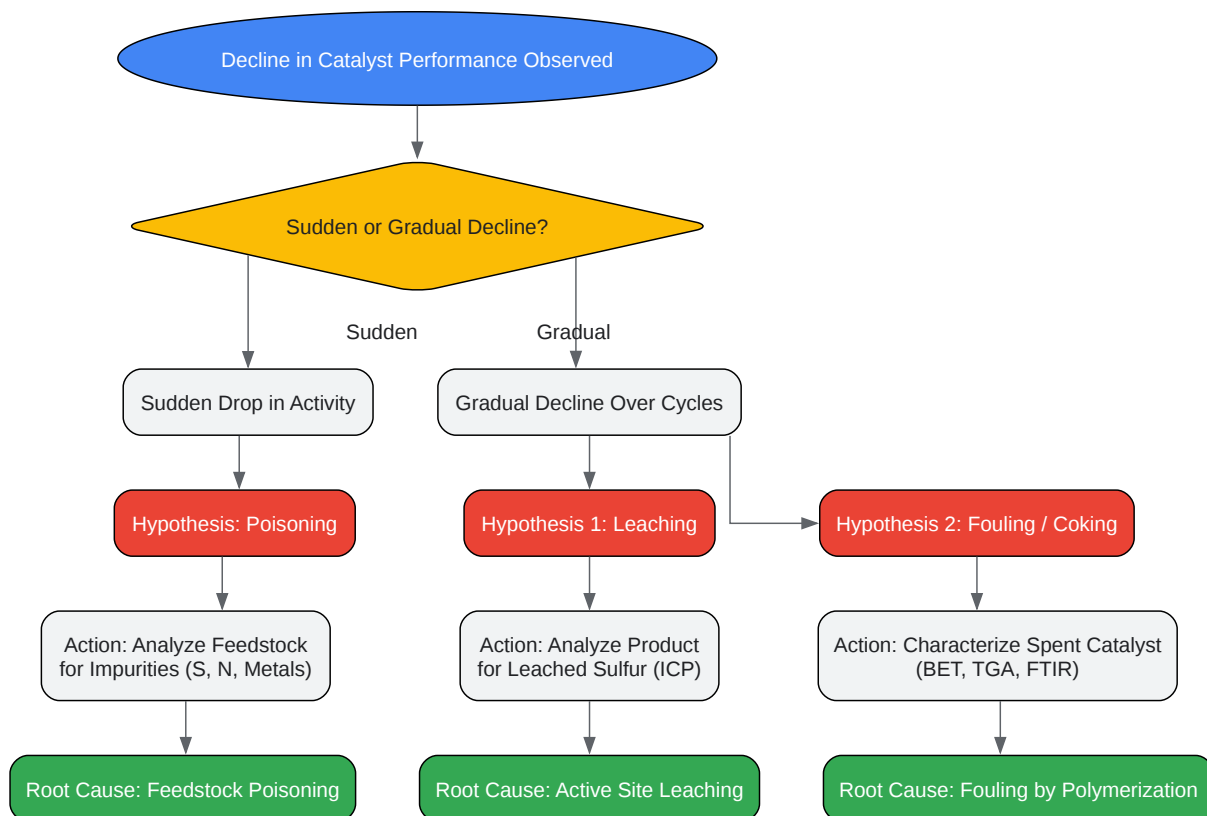 Decline in Catalyst Performance Observed
Sudden or Gradual Decline?
Sudden
Gradual
Sudden Drop in Activity
Gradual Decline Over Cycles
Hypothesis: Poisoning
Hypothesis 1: Leaching
Hypothesis 2: Fouling / Coking
Action: Analyze Feedstock
for Impurities (S, N, Metals)
Action: Analyze Product
for Leached Sulfur (ICP)
Action: Characterize Spent Catalyst
(BET, TGA, FTIR)
Root Cause: Feedstock Poisoning
Root Cause: Active Site Leaching
Root Cause: Fouling by Polymerization